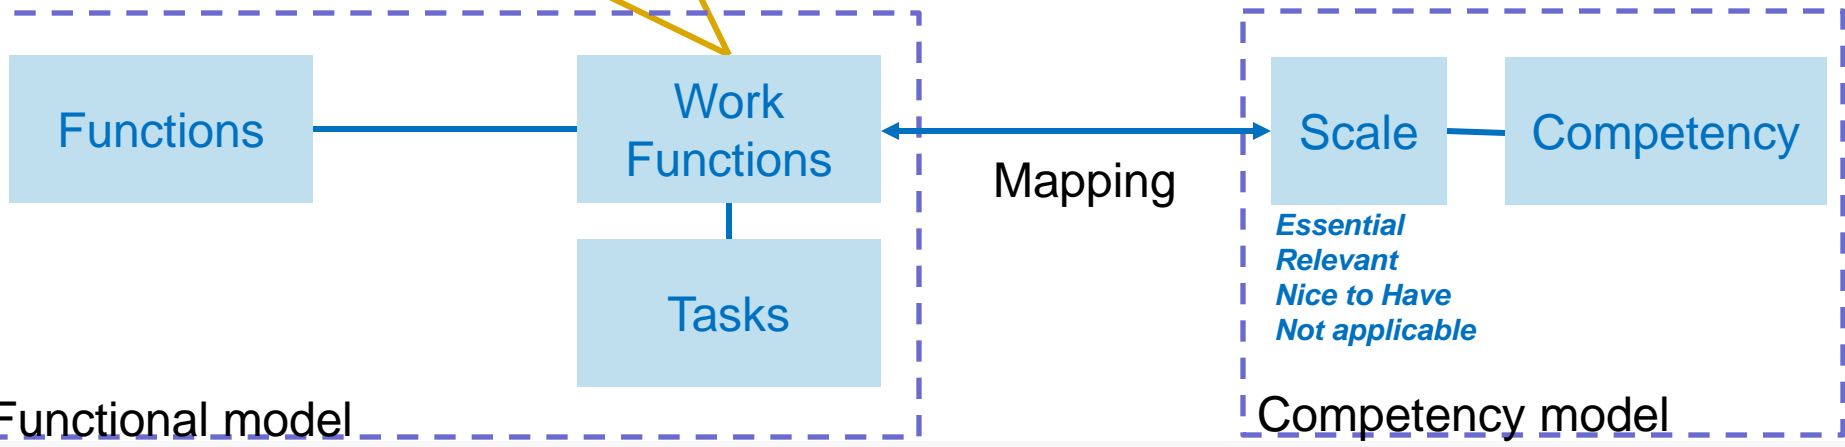 Functions
Work
Functions
Tasks
Mapping
Scale
Competency
Essential
Relevant
Nice to Have
Not applicable
Functional model
Competency model